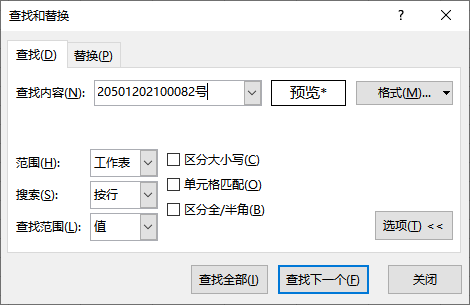 查找和替换
查找(D) 替换(P)
查找内容(N): 20501202100082号 预览* 格式(M)...
范围(H): 工作表 区分大小写(C)
单元格匹配(O)
搜索(S): 按行
区分全/半角(B)
查找范围(L): 值 选项(T) <<
查找全部(I) 查找下一个(F) 关闭